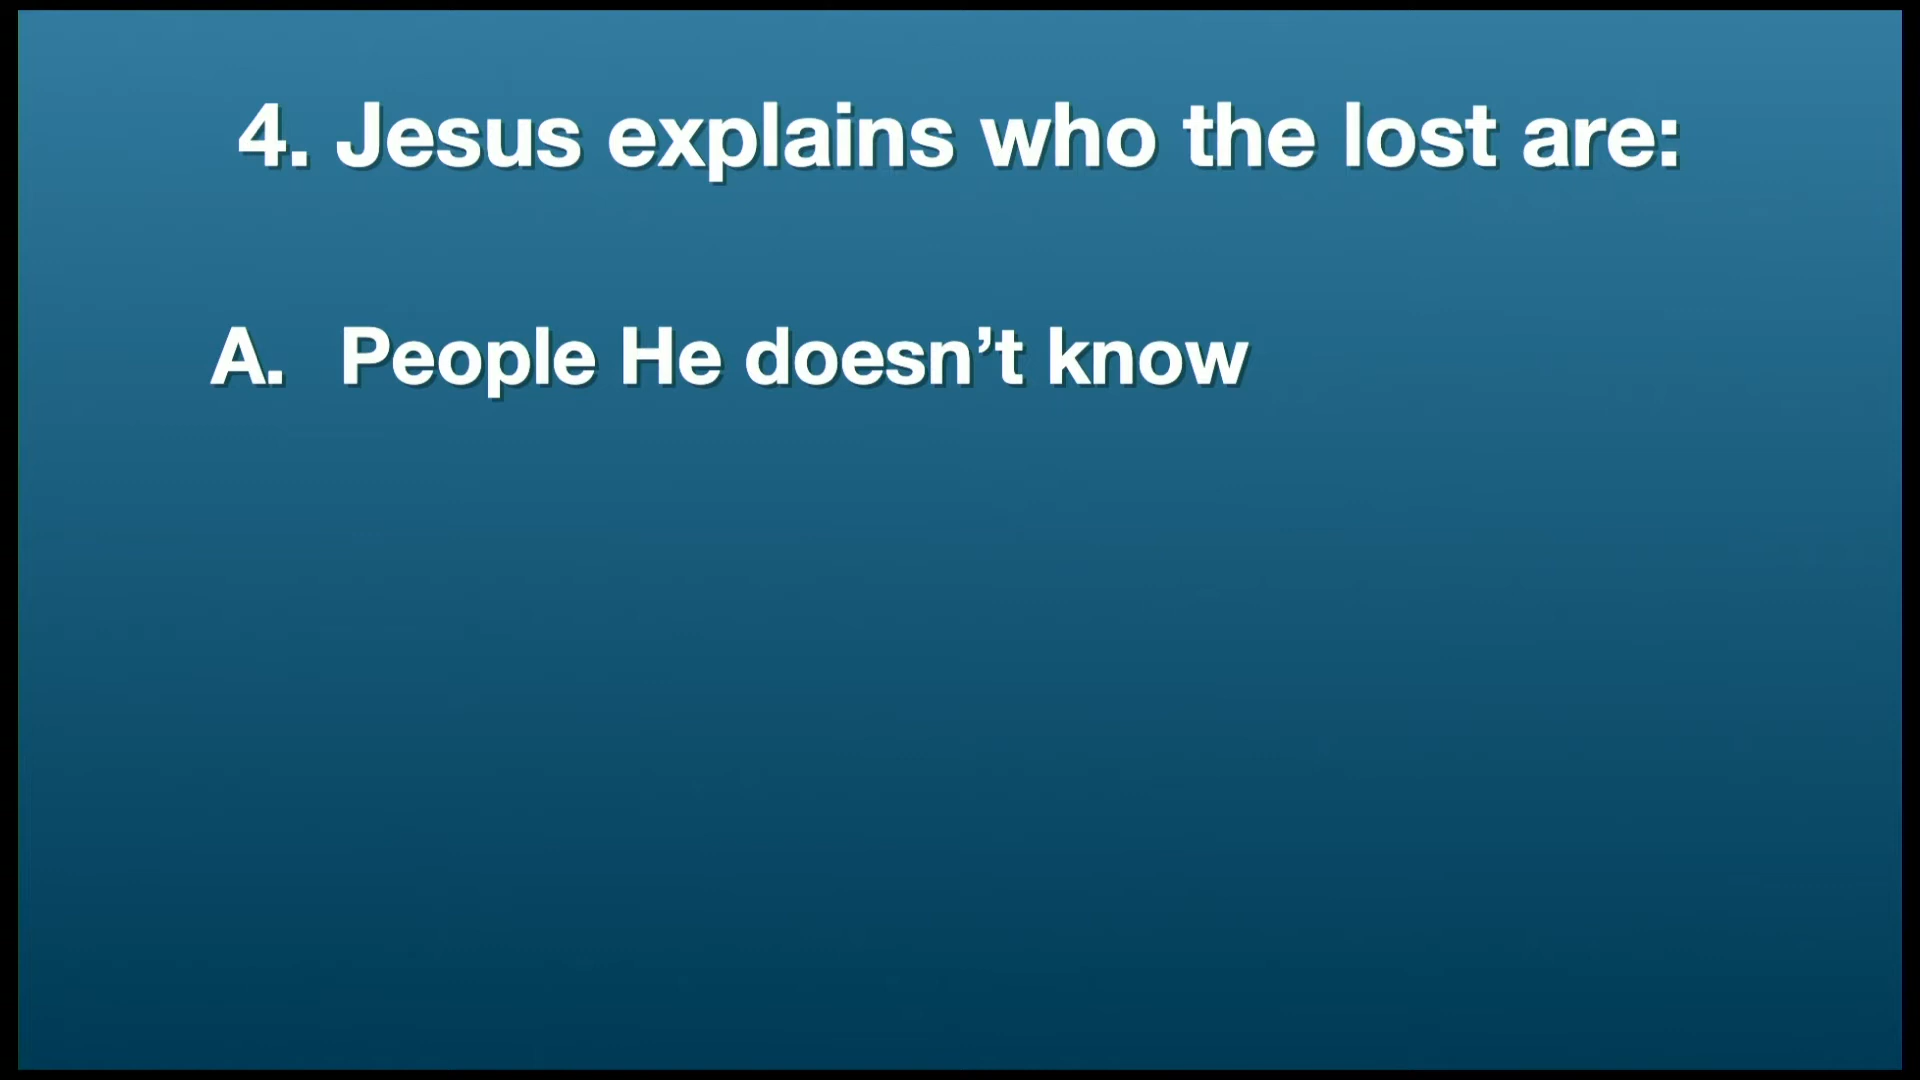 4. Jesus explains who the lost are:
A. People He doesn’t know